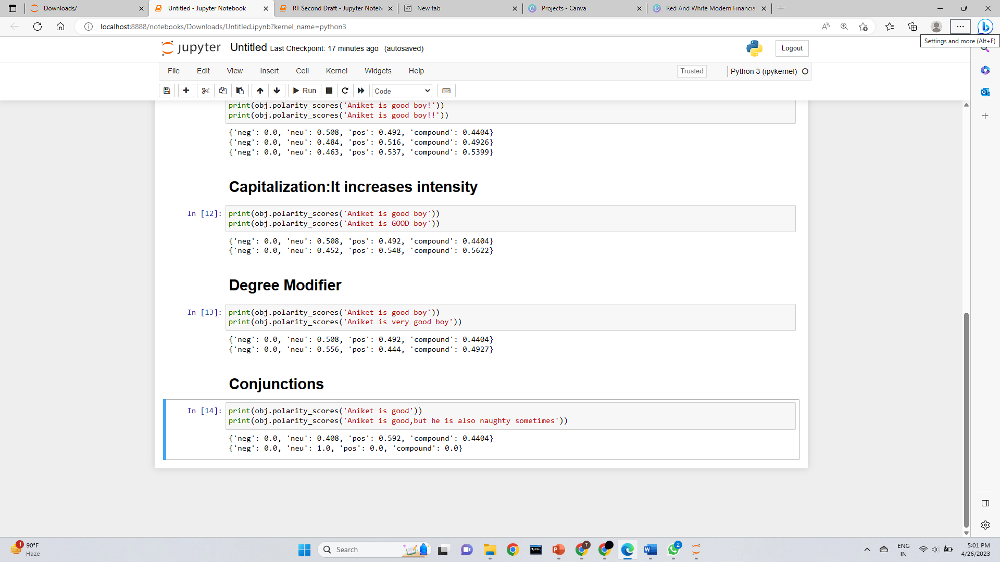 Downloads/
Untitled - Jupyter Notebook
RT Second Draft - Jupyter Noteb
New tab
Projects - Canva
Red And White Modern Financia
localhost:8888/notebooks/Downloads/Untitled.ipynb?kernel_name=python3
Settings and more (Alt+F)
jupyter Untitled Last Checkpoint: 17 minutes ago (autosaved)
Logout
File Edit View Insert Cell Kernel Widgets Help
Trusted
Python 3 (ipykernel)
Run
Code
print(obj.polarity_scores('Aniket is good boy!'))
print(obj.polarity_scores('Aniket is good boy!!'))
{'neg': 0.0, 'neu': 0.508, 'pos': 0.492, 'compound': 0.4404}
{'neg': 0.0, 'neu': 0.484, 'pos': 0.516, 'compound': 0.4926}
{'neg': 0.0, 'neu': 0.463, 'pos': 0.537, 'compound': 0.5399}
Capitalization:It increases intensity
In [12]: print(obj.polarity_scores('Aniket is good boy'))
print(obj.polarity_scores('Aniket is GOOD boy'))
{'neg': 0.0, 'neu': 0.508, 'pos': 0.492, 'compound': 0.4404}
{'neg': 0.0, 'neu': 0.452, 'pos': 0.548, 'compound': 0.5622}
Degree Modifier
In [13]: print(obj.polarity_scores('Aniket is good boy'))
print(obj.polarity_scores('Aniket is very good boy'))
{'neg': 0.0, 'neu': 0.508, 'pos': 0.492, 'compound': 0.4404}
{'neg': 0.0, 'neu': 0.556, 'pos': 0.444, 'compound': 0.4927}
Conjunctions
In [14]: print(obj.polarity_scores('Aniket is good'))
print(obj.polarity_scores('Aniket is good,but he is also naughty sometimes'))
{'neg': 0.0, 'neu': 0.408, 'pos': 0.592, 'compound': 0.4404}
{'neg': 0.0, 'neu': 1.0, 'pos': 0.0, 'compound': 0.0}
1
90°F
Haze
Search
MySQL
T
2
ENG
IN
5:01 PM
4/26/2023